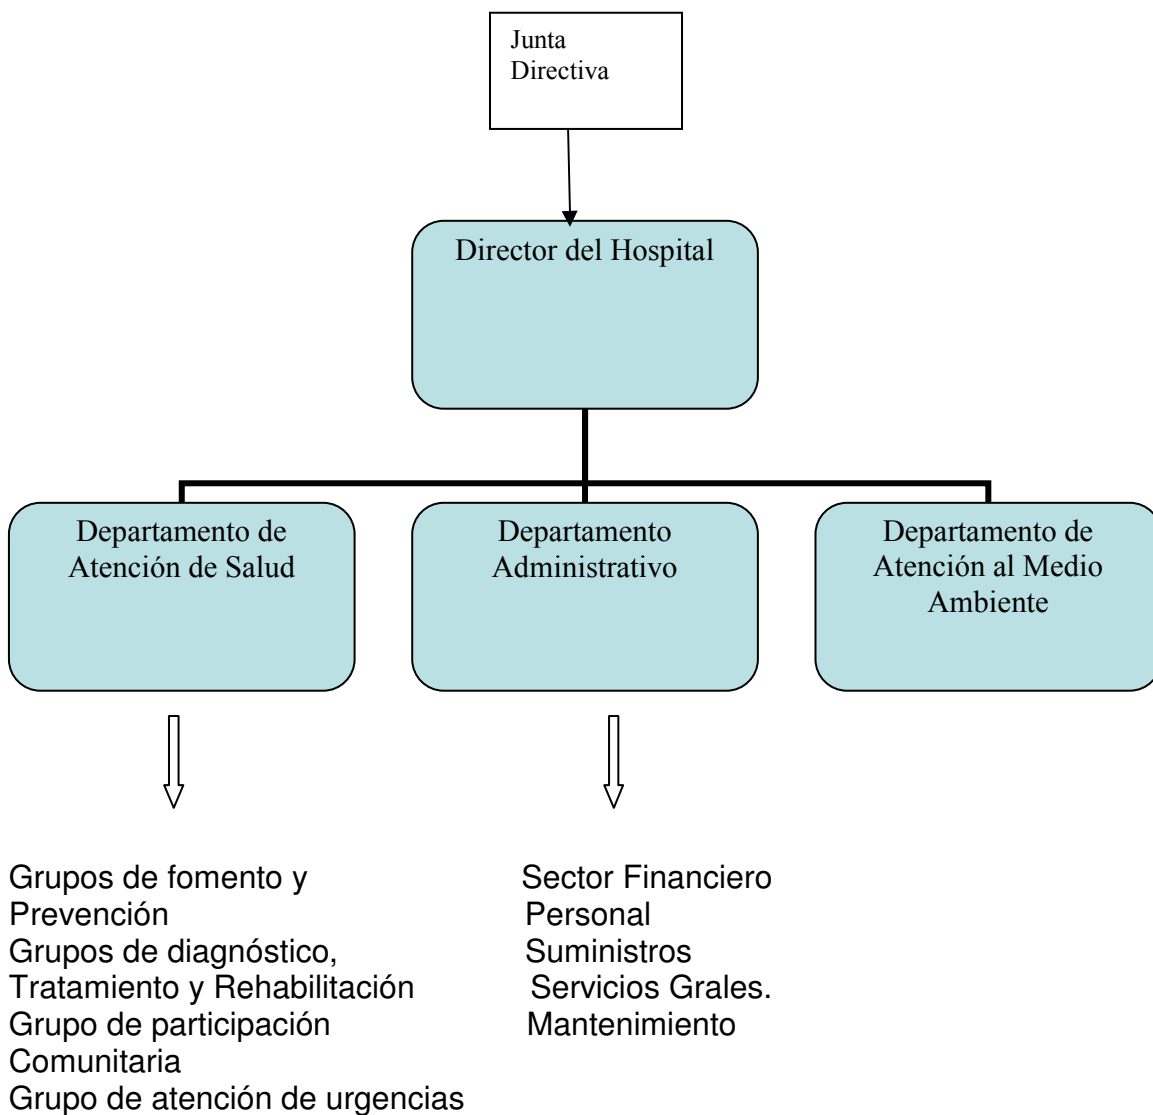 Junta
Directiva
Director del Hospital
Departamento de
Atención de Salud
Departamento
Administrativo
Departamento de
Atención al Medio
Ambiente
Grupos de fomento y
Prevención
Grupos de diagnóstico,
Tratamiento y Rehabilitación
Grupo de participación
Comunitaria
Grupo de atención de urgencias
Sector Financiero
Personal
Suministros
Servicios Grales.
Mantenimiento